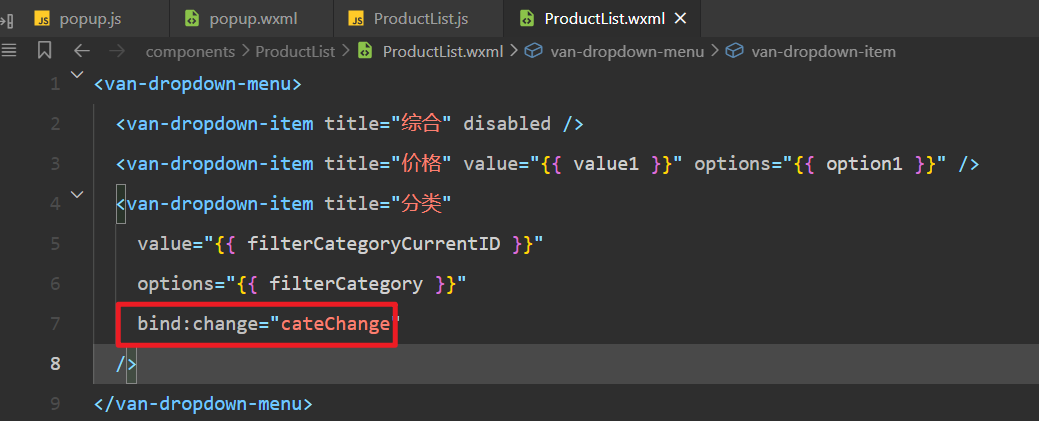 popup.js popup.wxml JS ProductList.js ProductList.wxml
components > ProductList > ProductList.wxml > van-dropdown-menu > van-dropdown-item
1 <van-dropdown-menu>
2 <van-dropdown-item title="综合" disabled />
3 <van-dropdown-item title="价格" value="{{ value1 }}" options="{{ option1 }}" />
4 <van-dropdown-item title="分类"
5 value="{{ filterCategoryCurrentID }}"
6 options="{{ filterCategory }}"
7 bind:change="cateChange"
8 />
9 </van-dropdown-menu>